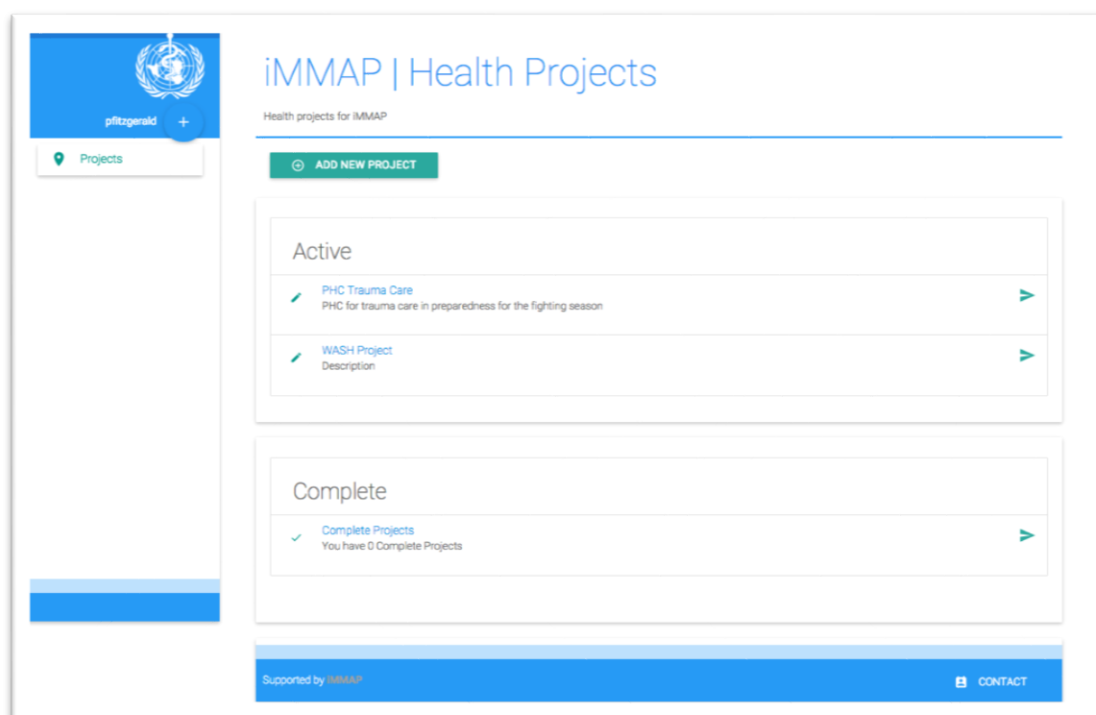 pfitzgerald
Projects
iMMAP | Health Projects
Health projects for iMMAP
ADD NEW PROJECT
Active
PHC Trauma Care
PHC for trauma care in preparedness for the fighting season
WASH Project
Description
Complete
Complete Projects
You have 0 Complete Projects
Supported by iMMAP
CONTACT